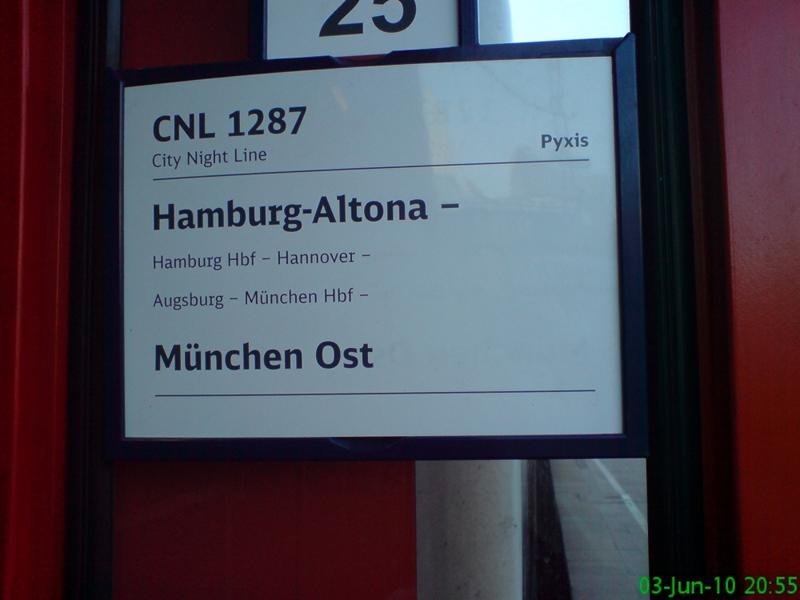 25
CNL 1287
City Night Line
Pyxis
Hamburg-Altona –
Hamburg Hbf – Hannover –
Augsburg – München Hbf –
München Ost
03-Jun-10 20:55